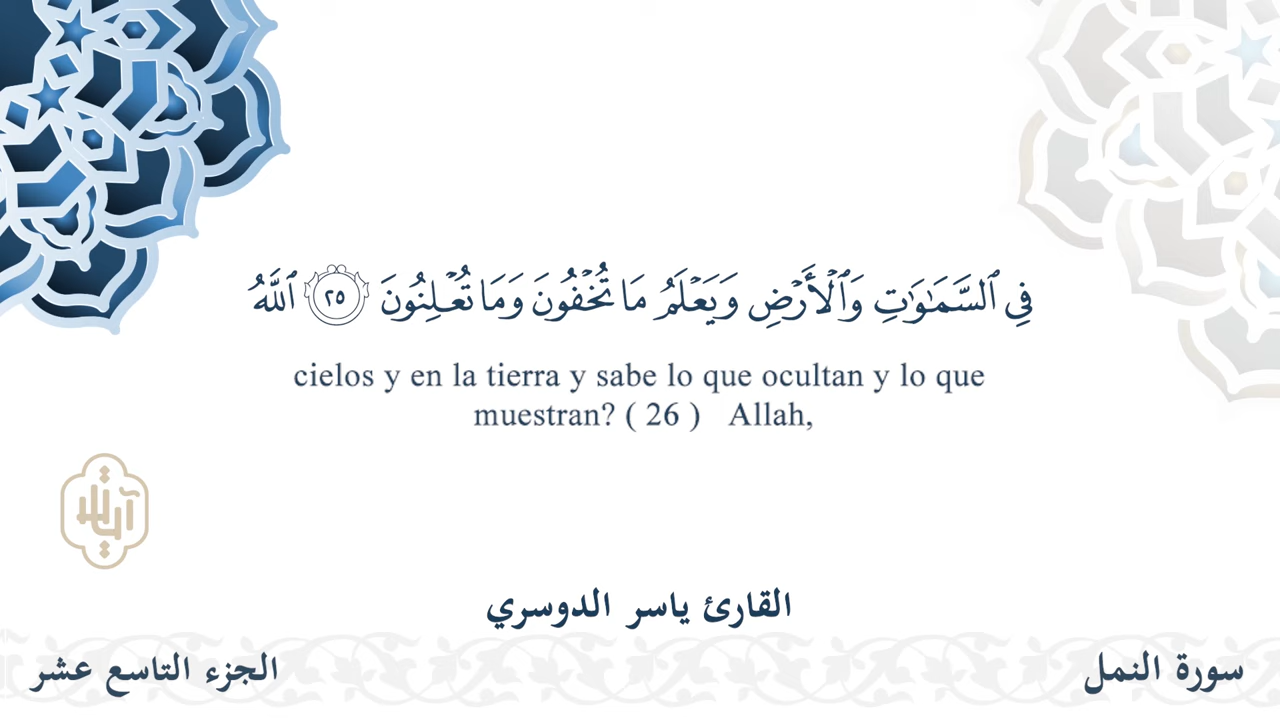 فِي ٱلسَّمَٰوَٰتِ وَٱلْأَرْضِ وَيَعْلَمُ مَا تُخْفُونَ وَمَا تُعْلِنُونَ ٢٥ ٱللَّهُ
cielos y en la tierra y sabe lo que ocultan y lo que
muestran? ( 26 ) Allah,
القارئ ياسر الدوسري
سورة النمل
الجزء التاسع عشر